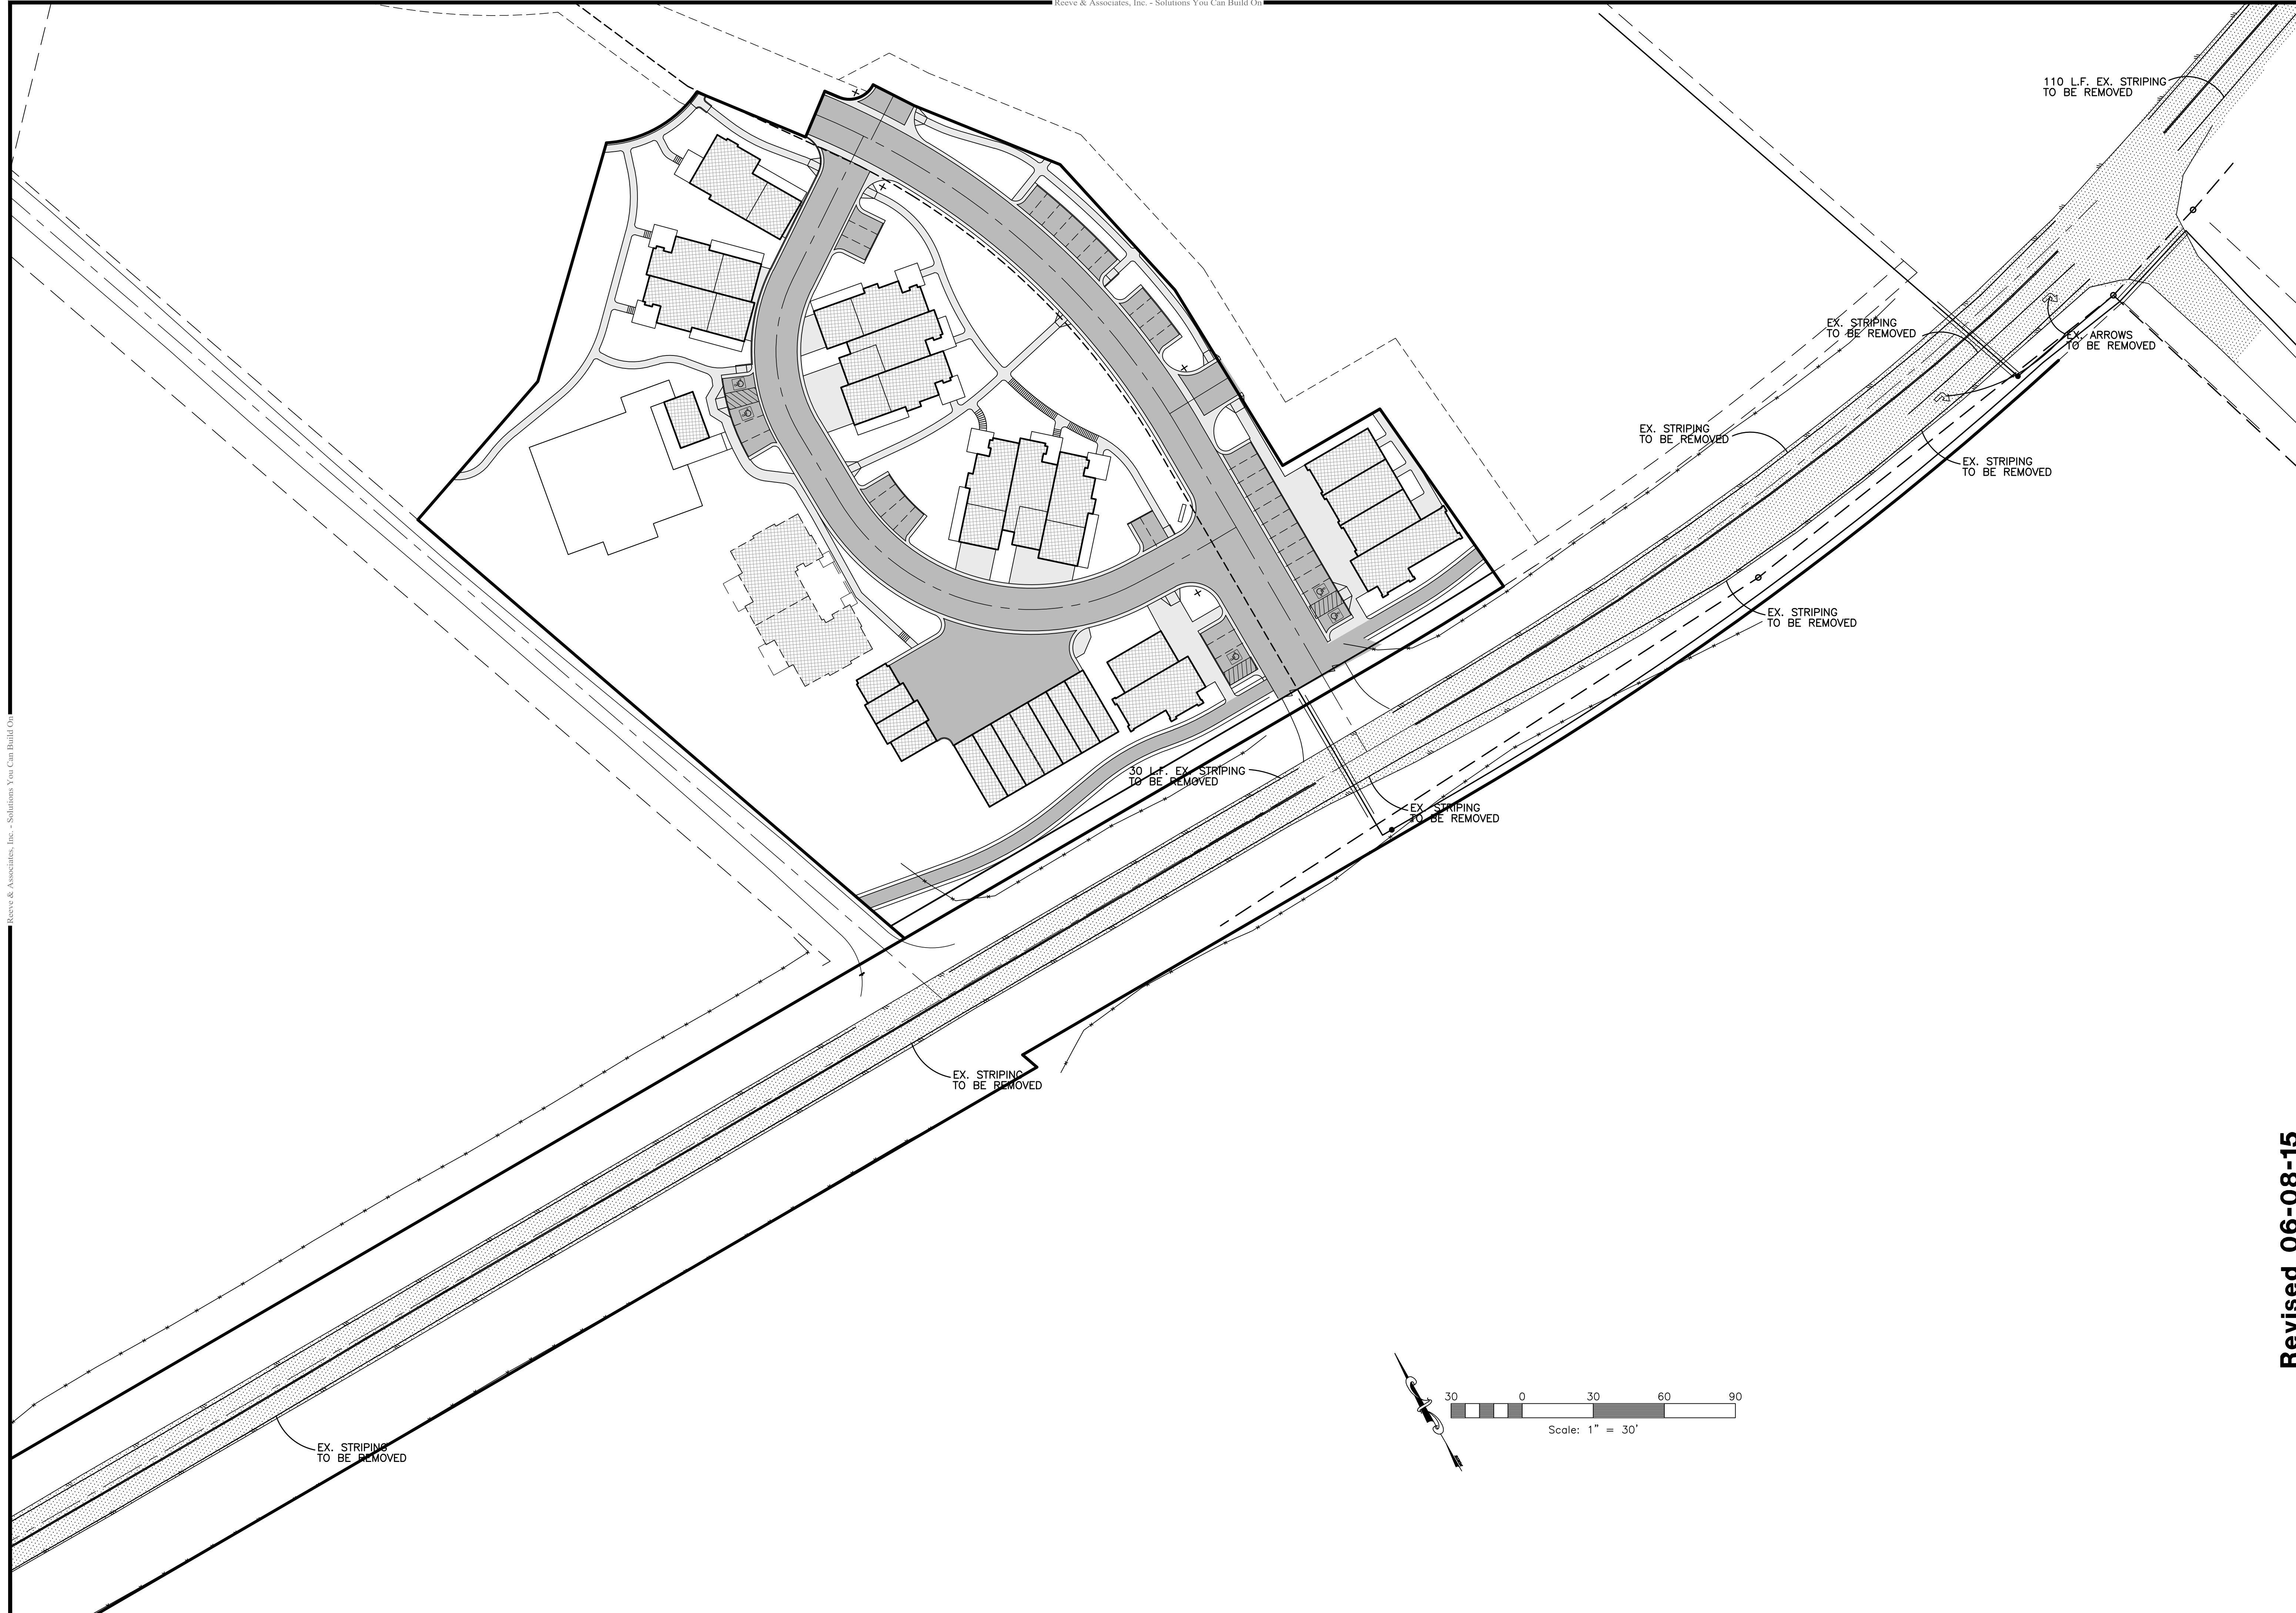 Reeve & Associates, Inc. - Solutions You Can Build On
110 L.F. EX. STRIPING
TO BE REMOVED
EX. STRIPING
TO BE REMOVED
EX. ARROWS
TO BE REMOVED
EX. STRIPING
TO BE REMOVED
EX. STRIPING
TO BE REMOVED
EX. STRIPING
TO BE REMOVED
30 L.F. EX. STRIPING
TO BE REMOVED
EX. STRIPING
TO BE REMOVED
Reeve & Associates, Inc. - Solutions You Can Build On
EX. STRIPING
TO BE REMOVED
EX. STRIPING
TO BE REMOVED
30 0 30 60 90
Scale: 1" = 30'
Revised 06-08-15